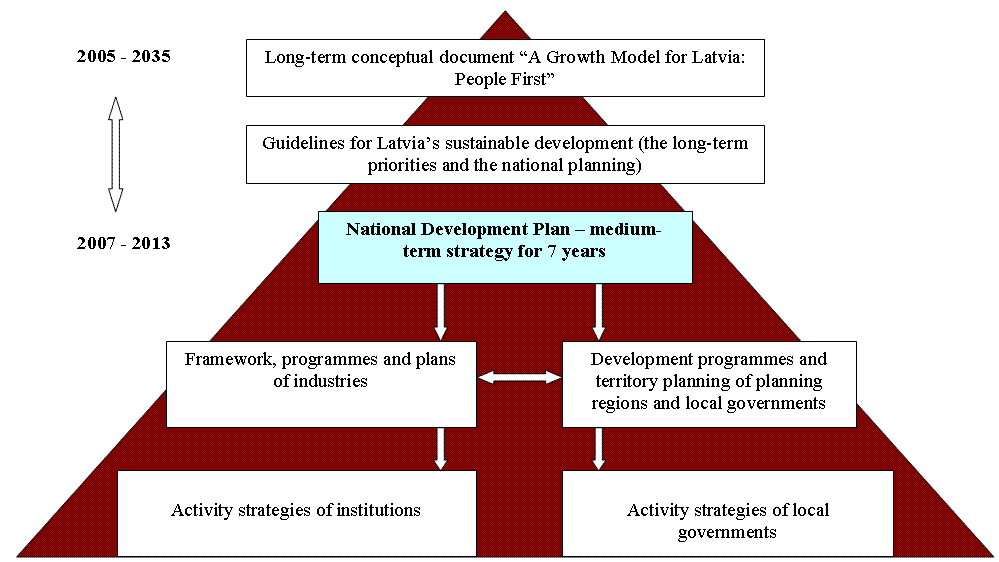 2005 - 2035
Long-term conceptual document “A Growth Model for Latvia:
People First”
Guidelines for Latvia’s sustainable development (the long-term
priorities and the national planning)
2007 - 2013
National Development Plan – medium-
term strategy for 7 years
Framework, programmes and plans
of industries
Development programmes and
territory planning of planning
regions and local governments
Activity strategies of institutions
Activity strategies of local
governments